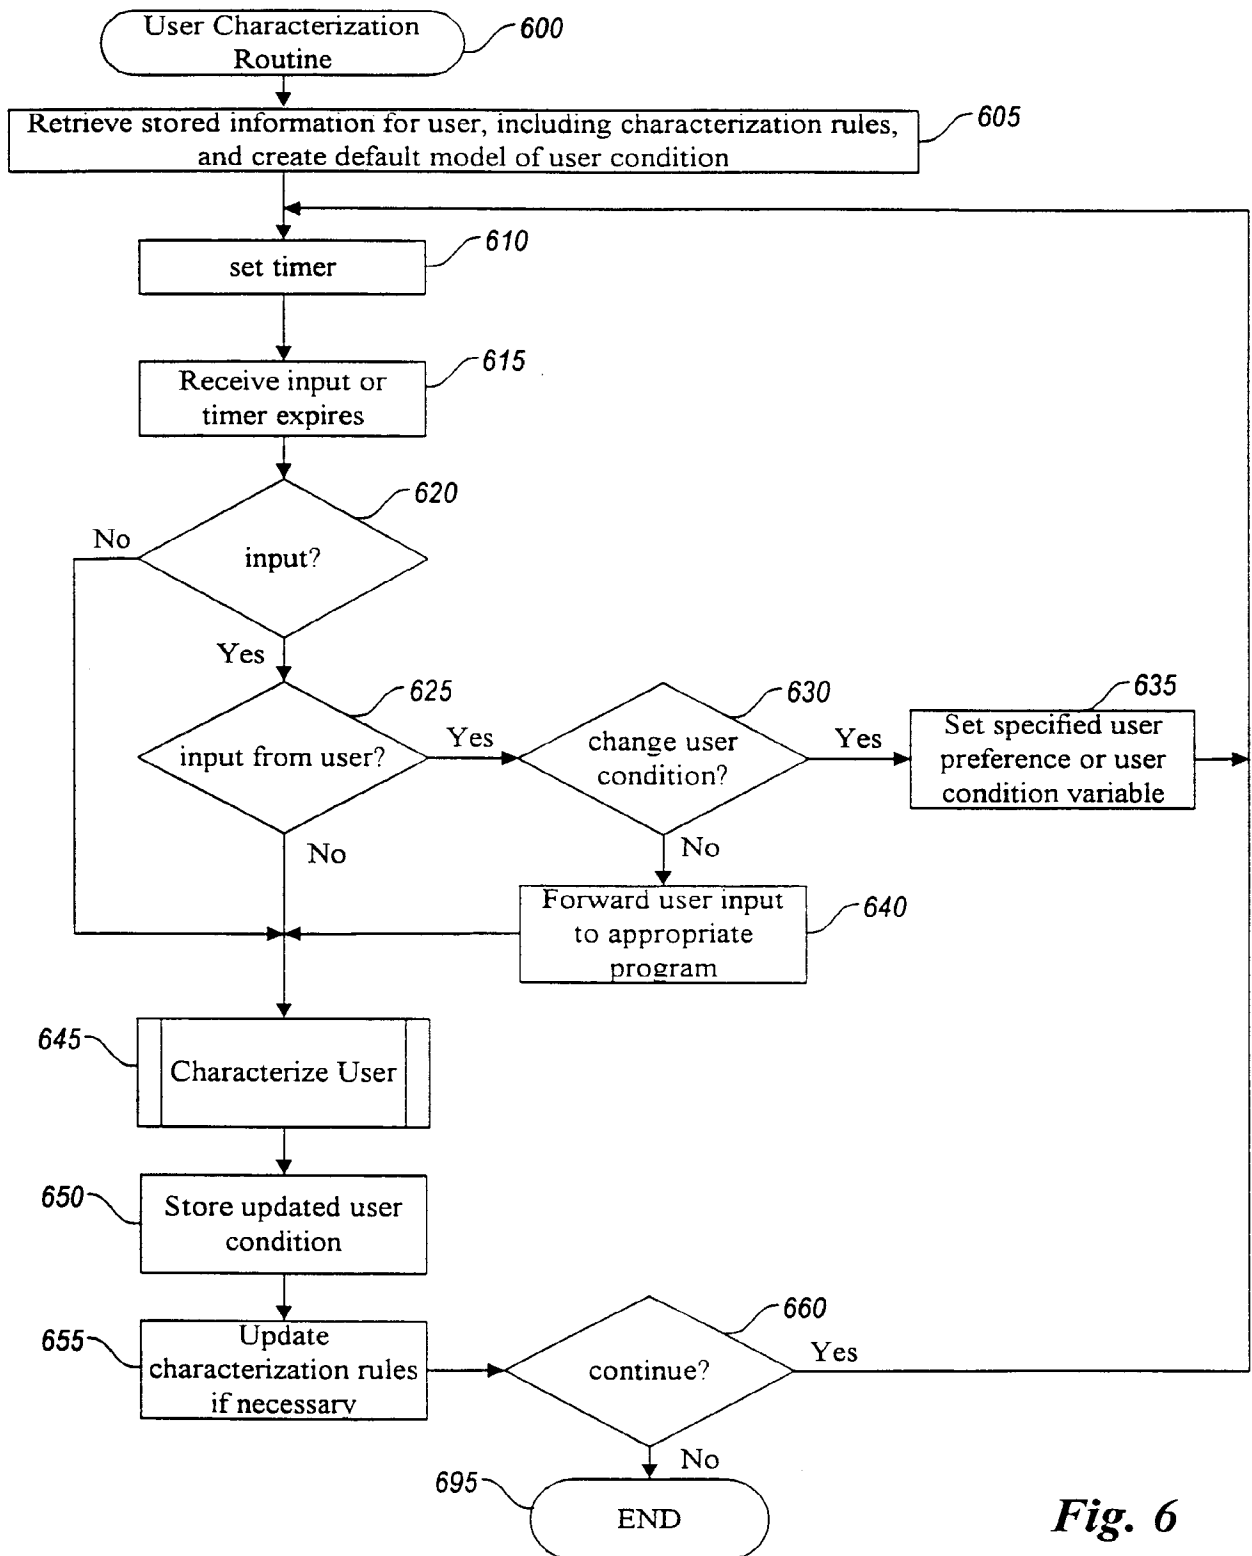 User Characterization
Routine
600
Retrieve stored information for user, including characterization rules,
and create default model of user condition
605
set timer
610
Receive input or
timer expires
615
input?
620
No
Yes
input from user?
625
Yes
No
change user
condition?
630
Yes
No
Set specified user
preference or user
condition variable
635
Forward user input
to appropriate
program
640
645
Characterize User
650
Store updated user
condition
655
Update
characterization rules
if necessary
continue?
660
Yes
No
695
END
Fig. 6